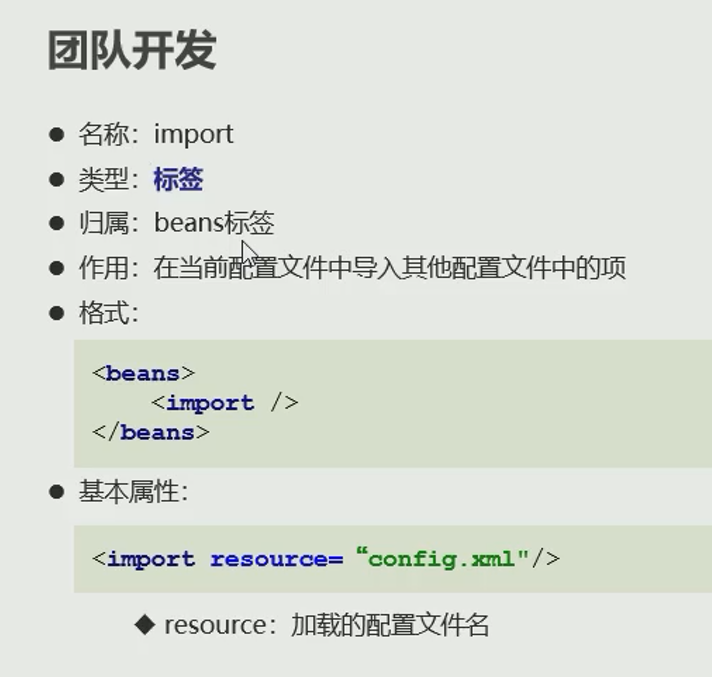 团队开发
● 名称：import
● 类型：标签
● 归属：beans标签
● 作用：在当前配置文件中导入其他配置文件中的项
● 格式：
<beans>
    <import />
</beans>
● 基本属性：
<import resource=“config.xml"/>
◆ resource：加载的配置文件名